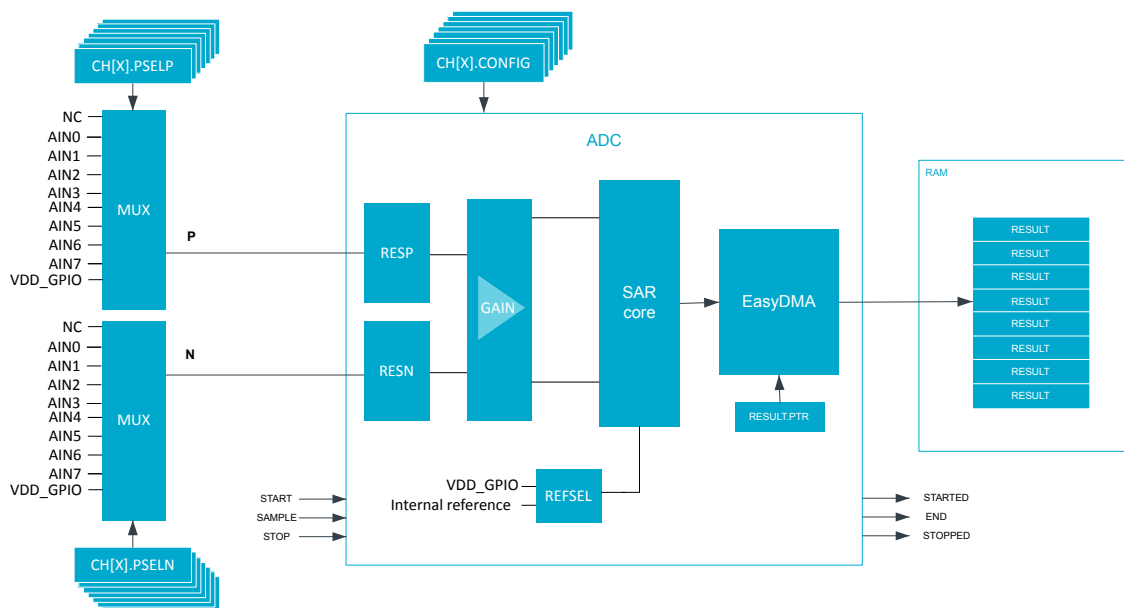 CH[X].PSELP
CH[X].CONFIG
NC
AIN0
AIN1
AIN2
AIN3
AIN4
AIN5
AIN6
AIN7
VDD_GPIO
MUX
P
NC
AIN0
AIN1
AIN2
AIN3
AIN4
AIN5
AIN6
AIN7
VDD_GPIO
MUX
N
CH[X].PSELN
ADC
RESP
RESN
GAIN
SAR
core
EasyDMA
RESULT.PTR
VDD_GPIO
Internal reference
REFSEL
START
SAMPLE
STOP
STARTED
END
STOPPED
RAM
RESULT
RESULT
RESULT
RESULT
RESULT
RESULT
RESULT
RESULT